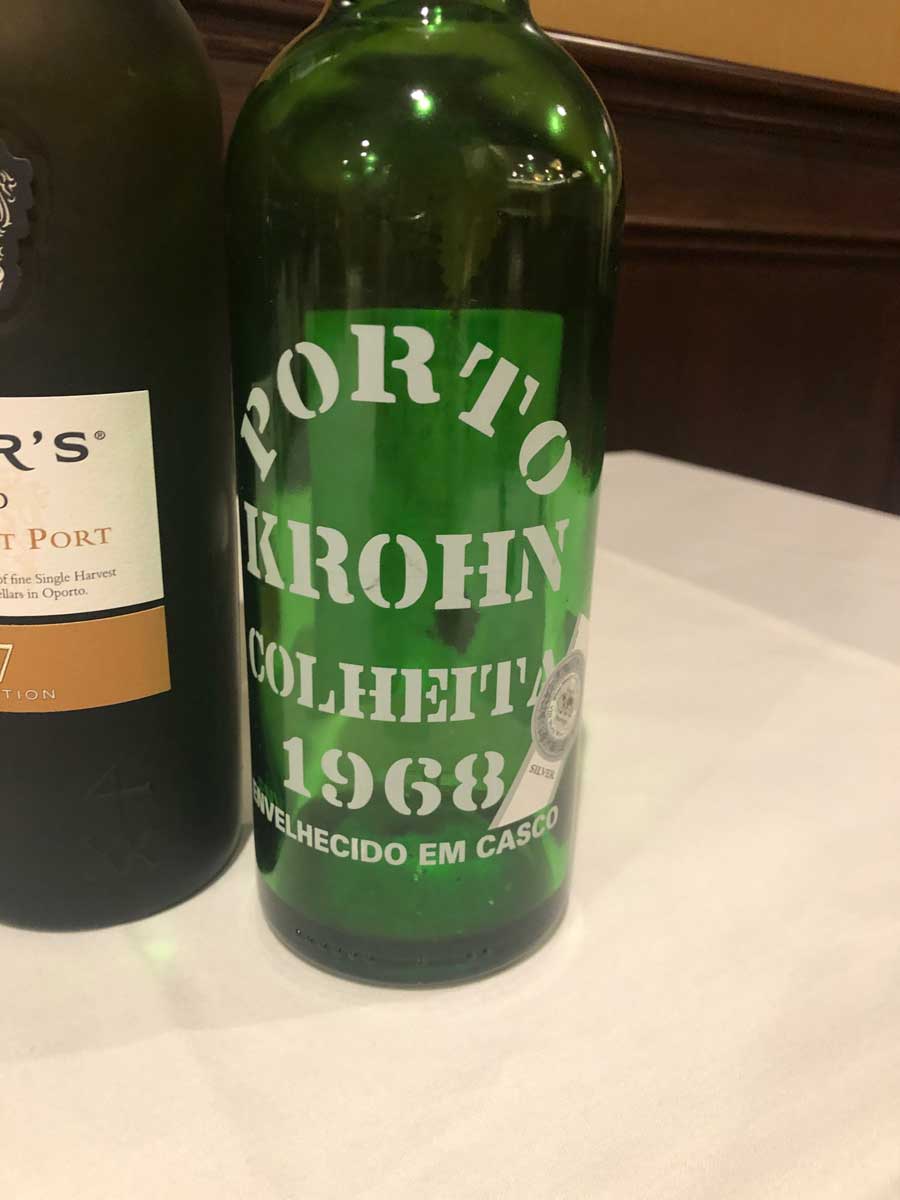 R'S®
T PORT
of fine Single Harvest
ellars in Oporto.
7
TION
PORTO
KROHN
COLHEITA
1968
SILVER
ENVELHECIDO EM CASCO